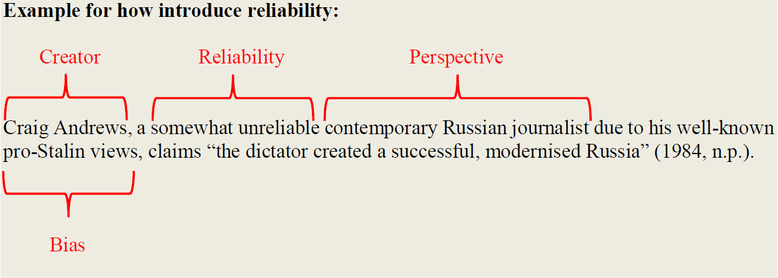 Example for how introduce reliability:
Creator Reliability Perspective
Craig Andrews, a somewhat unreliable contemporary Russian journalist due to his well-known
pro-Stalin views, claims “the dictator created a successful, modernised Russia” (1984, n.p.).
Bias